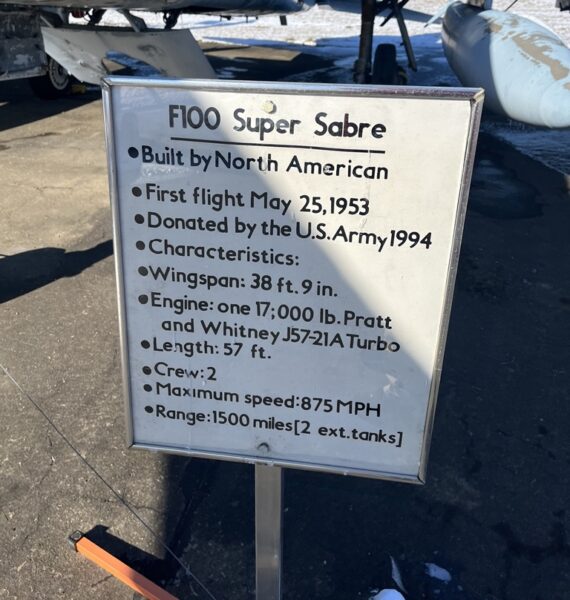 F100 Super Sabre
• Built by North American
• First flight May 25,1953
• Donated by the U.S.Army 1994
• Characteristics:
• Wingspan: 38 ft. 9 in.
• Engine: one 17,000 lb. Pratt
and Whitney J57-21A Turbo
• Length: 57 ft.
• Crew: 2
• Maximum speed: 875 MPH
• Range: 1500 miles [2 ext. tanks]